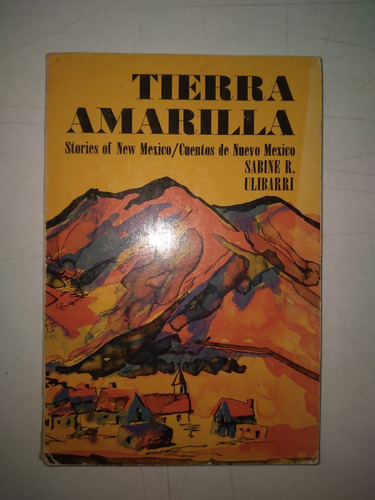 TIERRA
AMARILLA
Stories of New Mexico/Cuentos de Nuevo Mexico
SABINE R.
ULIBARRI